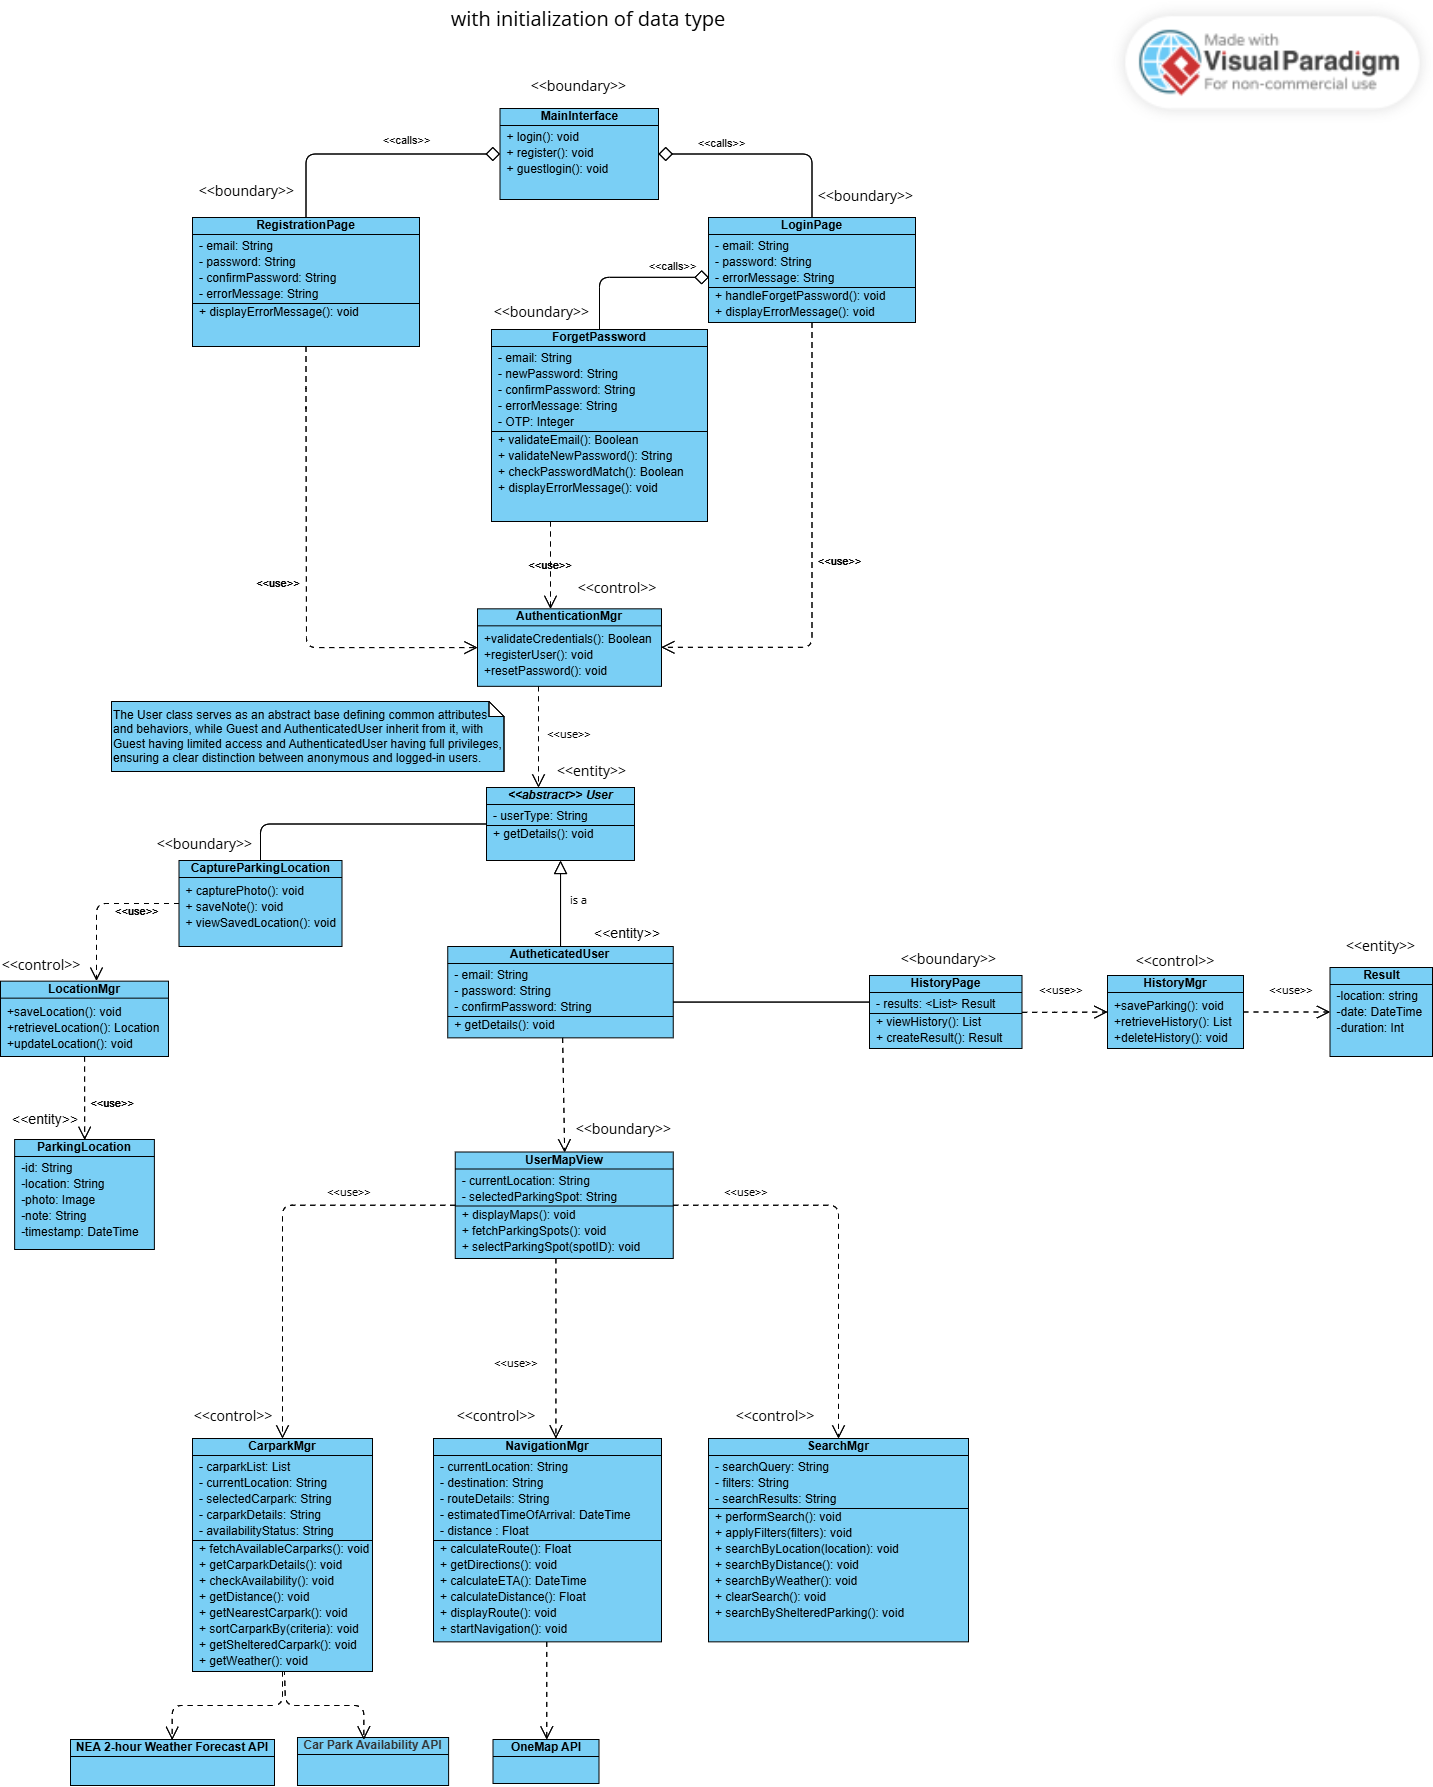 with initialization of data type
Made with
Visual Paradigm
For non-commercial use
<<boundary>>
MainInterface
+ login(): void
+ register(): void
+ guestlogin(): void
<<calls>>
<<calls>>
<<boundary>>
RegistrationPage
- email: String
- password: String
- confirmPassword: String
- errorMessage: String
+ displayErrorMessage(): void
<<boundary>>
LoginPage
- email: String
- password: String
- errorMessage: String
+ handleForgetPassword(): void
+ displayErrorMessage(): void
<<calls>>
<<boundary>>
ForgetPassword
- email: String
- newPassword: String
- confirmPassword: String
- errorMessage: String
- OTP: Integer
+ validateEmail(): Boolean
+ validateNewPassword(): String
+ checkPasswordMatch(): Boolean
+ displayErrorMessage(): void
<<use>>
<<use>>
<<use>>
<<control>>
AuthenticationMgr
+validateCredentials(): Boolean
+registerUser(): void
+resetPassword(): void
The User class serves as an abstract base defining common attributes
and behaviors, while Guest and AuthenticatedUser inherit from it, with
Guest having limited access and AuthenticatedUser having full privileges,
ensuring a clear distinction between anonymous and logged-in users.
<<use>>
<<entity>>
<<abstract>> User
- userType: String
+ getDetails(): void
<<boundary>>
CaptureParkingLocation
+ capturePhoto(): void
+ saveNote(): void
+ viewSavedLocation(): void
<<use>>
is a
<<control>>
LocationMgr
+saveLocation(): void
+retrieveLocation(): Location
+updateLocation(): void
<<use>>
<<entity>>
ParkingLocation
-id: String
-location: String
-photo: Image
-note: String
-timestamp: DateTime
<<entity>>
AutheticatedUser
- email: String
- password: String
- confirmPassword: String
+ getDetails(): void
<<boundary>>
HistoryPage
- results: <List> Result
+ viewHistory(): List
+ createResult(): Result
<<use>>
<<control>>
HistoryMgr
+saveParking(): void
+retrieveHistory(): List
+deleteHistory(): void
<<use>>
<<entity>>
Result
-location: string
-date: DateTime
-duration: Int
<<boundary>>
UserMapView
- currentLocation: String
- selectedParkingSpot: String
+ displayMaps(): void
+ fetchParkingSpots(): void
+ selectParkingSpot(spotID): void
<<use>>
<<use>>
<<use>>
<<control>>
CarparkMgr
- carparkList: List
- currentLocation: String
- selectedCarpark: String
- carparkDetails: String
- availabilityStatus: String
+ fetchAvailableCarparks(): void
+ getCarparkDetails(): void
+ checkAvailability(): void
+ getDistance(): void
+ getNearestCarpark(): void
+ sortCarparkBy(criteria): void
+ getShelteredCarpark(): void
+ getWeather(): void
<<control>>
NavigationMgr
- currentLocation: String
- destination: String
- routeDetails: String
- estimatedTimeOfArrival: DateTime
- distance : Float
+ calculateRoute(): Float
+ getDirections(): void
+ calculateETA(): DateTime
+ calculateDistance(): Float
+ displayRoute(): void
+ startNavigation(): void
<<control>>
SearchMgr
- searchQuery: String
- filters: String
- searchResults: String
+ performSearch(): void
+ applyFilters(filters): void
+ searchByLocation(location): void
+ searchByDistance(): void
+ searchByWeather(): void
+ clearSearch(): void
+ searchByShelteredParking(): void
NEA 2-hour Weather Forecast API
Car Park Availability API
OneMap API